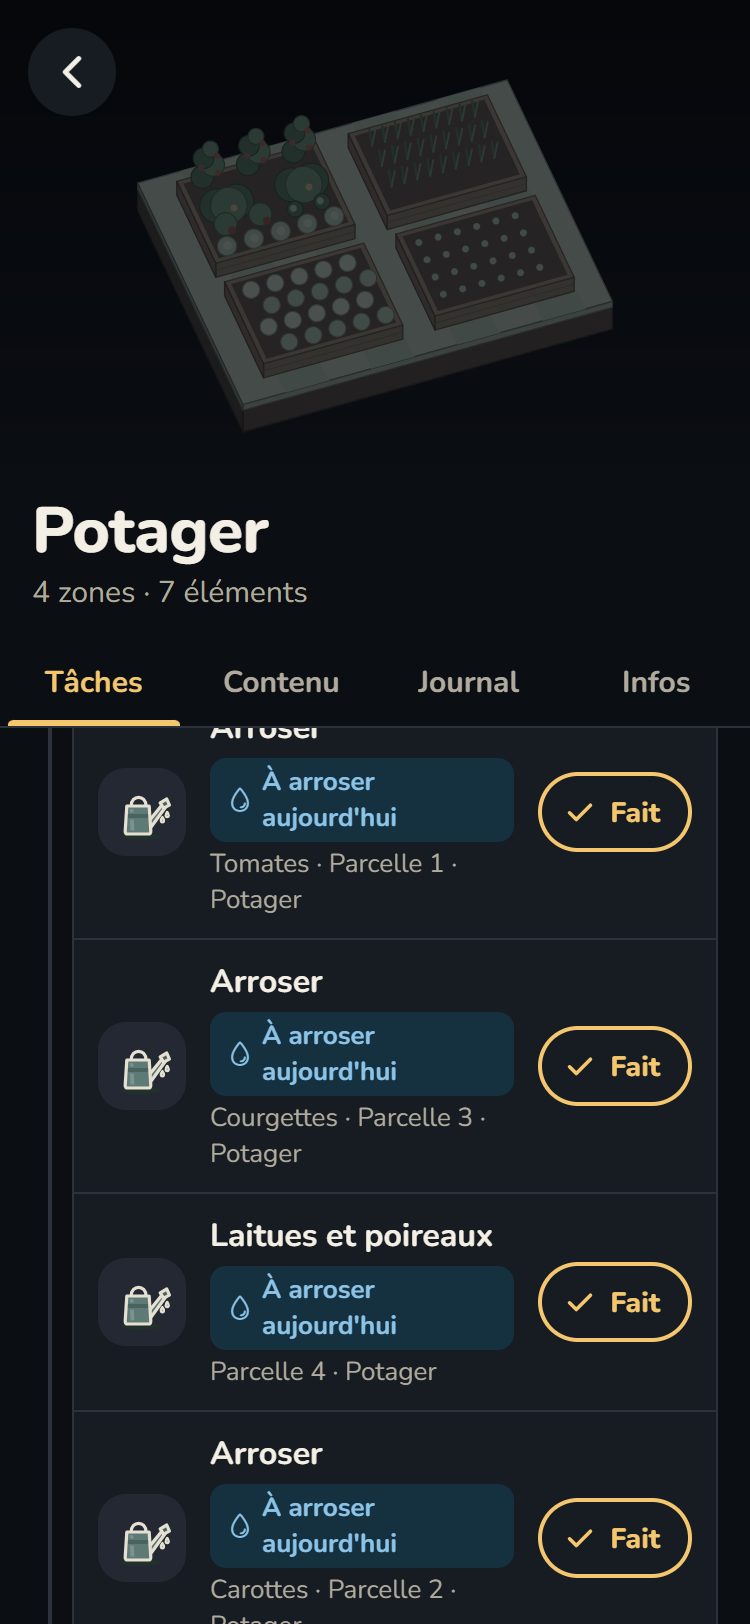 Potager
4 zones · 7 éléments
Tâches Contenu Journal Infos
Arroser
À arroser
aujourd'hui
Fait
Tomates · Parcelle 1 ·
Potager
Arroser
À arroser
aujourd'hui
Fait
Courgettes · Parcelle 3 ·
Potager
Laitues et poireaux
À arroser
aujourd'hui
Fait
Parcelle 4 · Potager
Arroser
À arroser
aujourd'hui
Fait
Carottes · Parcelle 2 ·
Potager